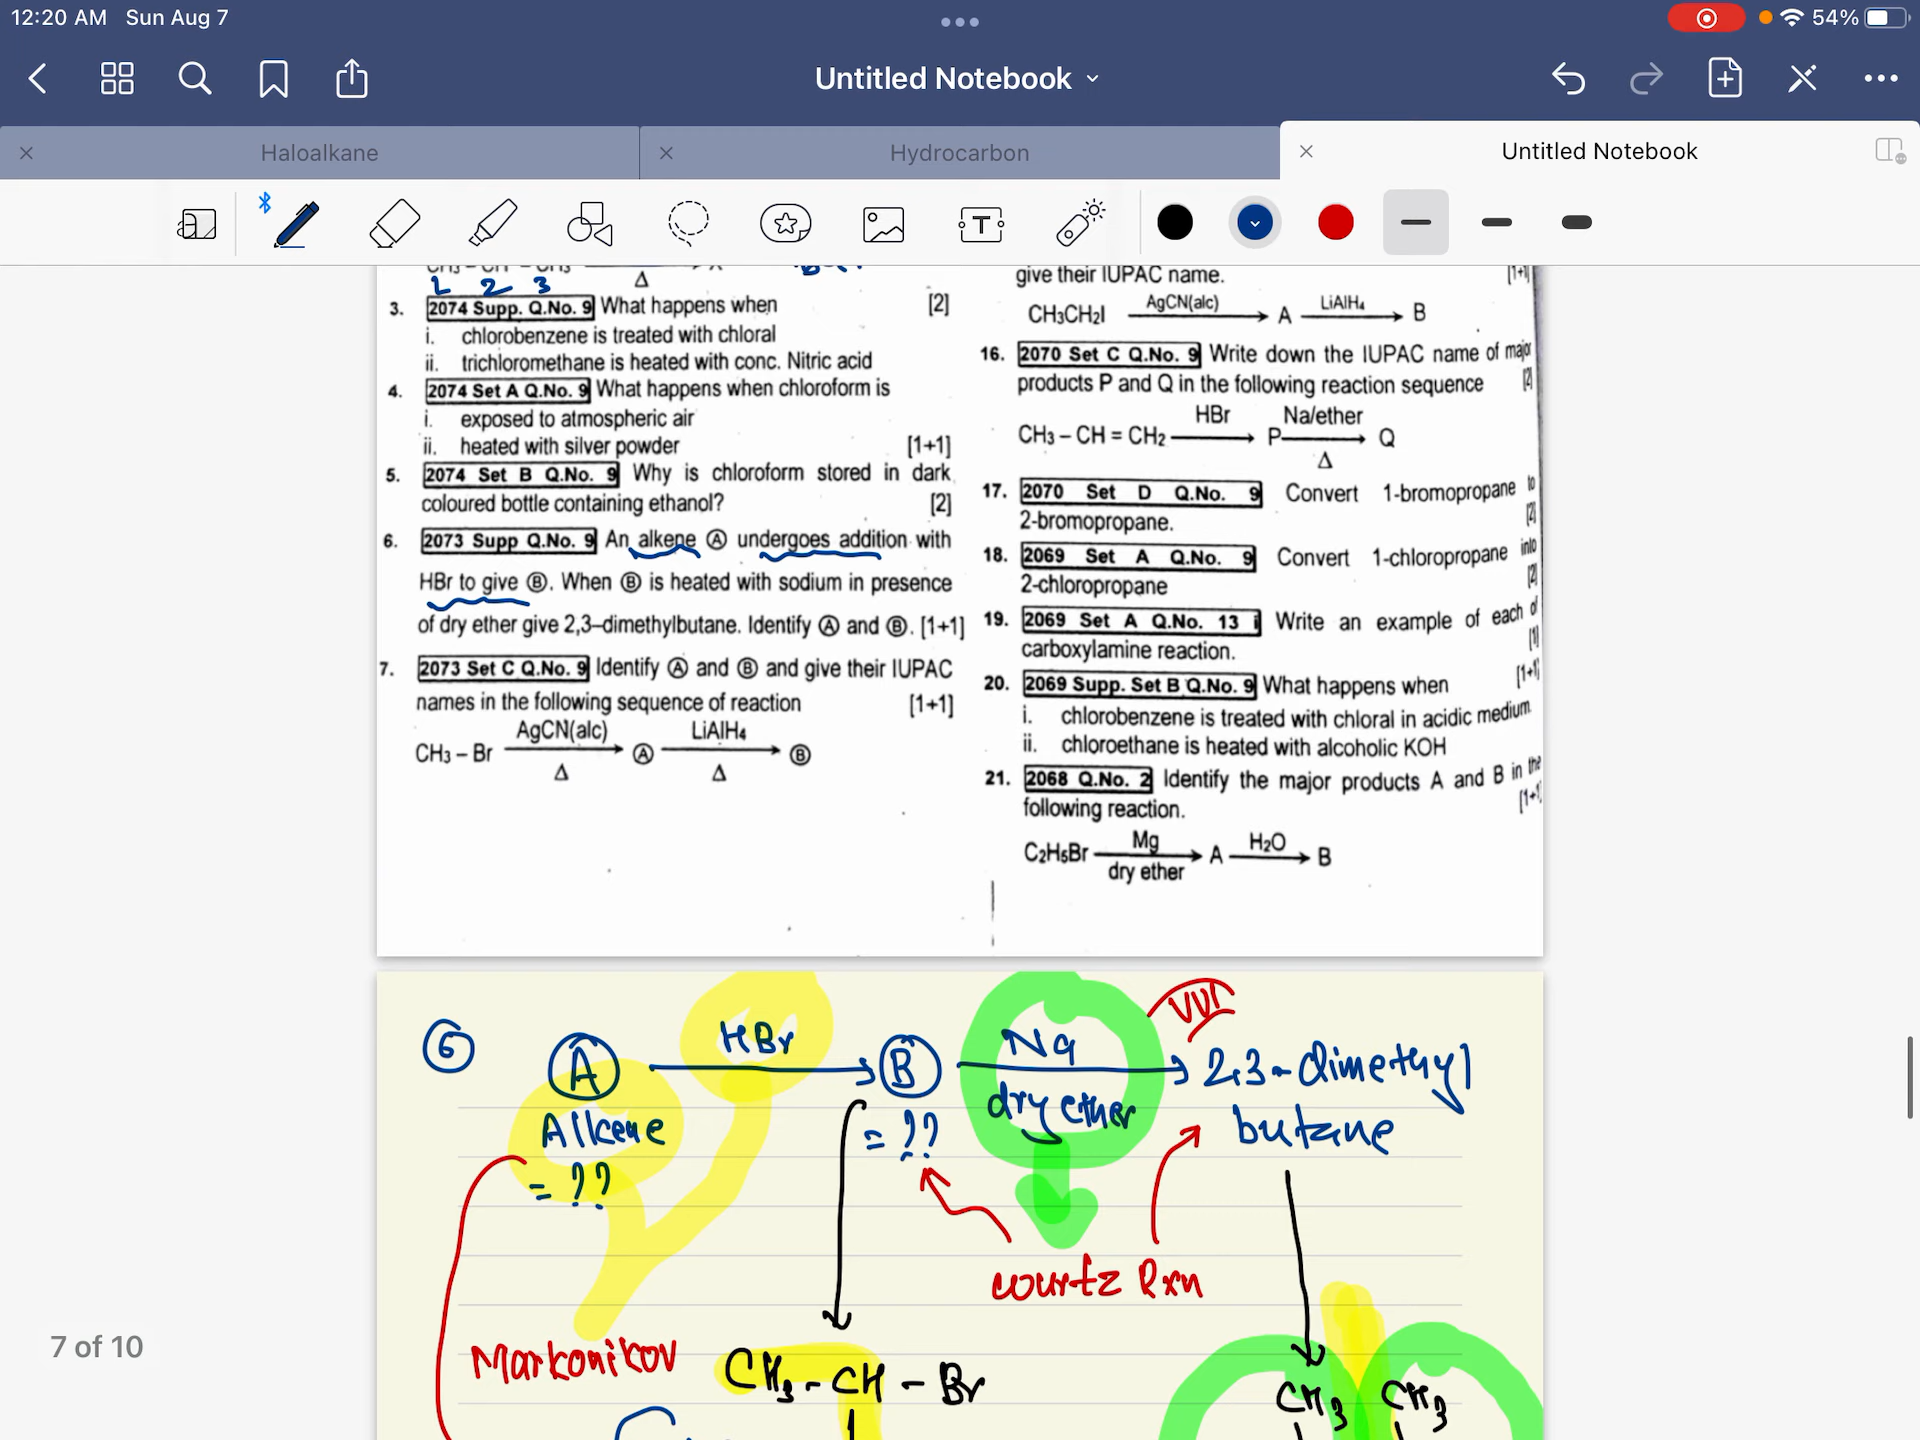 12:20 AM Sun Aug 7
54%
Untitled Notebook
Haloalkane
Hydrocarbon
Untitled Notebook
1 2 3
Δ
3. 2074 Supp. Q.No. 9 What happens when [2]
i. chlorobenzene is treated with chloral
ii. trichloromethane is heated with conc. Nitric acid
4. 2074 Set A Q.No. 9 What happens when chloroform is
i. exposed to atmospheric air
ii. heated with silver powder [1+1]
5. 2074 Set B Q.No. 9 Why is chloroform stored in dark
coloured bottle containing ethanol? [2]
6. 2073 Supp Q.No. 9 An alkene Ⓐ undergoes addition with
HBr to give Ⓑ. When Ⓑ is heated with sodium in presence
of dry ether give 2,3–dimethylbutane. Identify Ⓐ and Ⓑ. [1+1]
7. 2073 Set C Q.No. 9 Identify Ⓐ and Ⓑ and give their IUPAC
names in the following sequence of reaction [1+1]
AgCN(alc) LiAlH₄
CH₃ – Br → Ⓐ → Ⓑ
Δ Δ
give their IUPAC name. [1+1]
AgCN(alc) LiAlH₄
CH₃CH₂I → A → B
16. 2070 Set C Q.No. 9 Write down the IUPAC name of major
products P and Q in the following reaction sequence [2]
HBr Na/ether
CH₃ – CH = CH₂ → P → Q
Δ
17. 2070 Set D Q.No. 9 Convert 1-bromopropane to
2-bromopropane. [2]
18. 2069 Set A Q.No. 9 Convert 1-chloropropane into
2-chloropropane [2]
19. 2069 Set A Q.No. 13 i Write an example of each of
carboxylamine reaction. [1]
20. 2069 Supp. Set B Q.No. 9 What happens when [1+1]
i. chlorobenzene is treated with chloral in acidic medium
ii. chloroethane is heated with alcoholic KOH
21. 2068 Q.No. 2 Identify the major products A and B in the
following reaction. [1+1]
Mg H₂O
C₂H₅Br → A → B
dry ether
VVI
⑥ Ⓐ HBr → Ⓑ Na → 2,3-dimethyl
Alkene = ?? dry ether butane
= ??
wurtz Rxn
Markonikov CH₃ - CH - Br
CH₃ CH₃
7 of 10